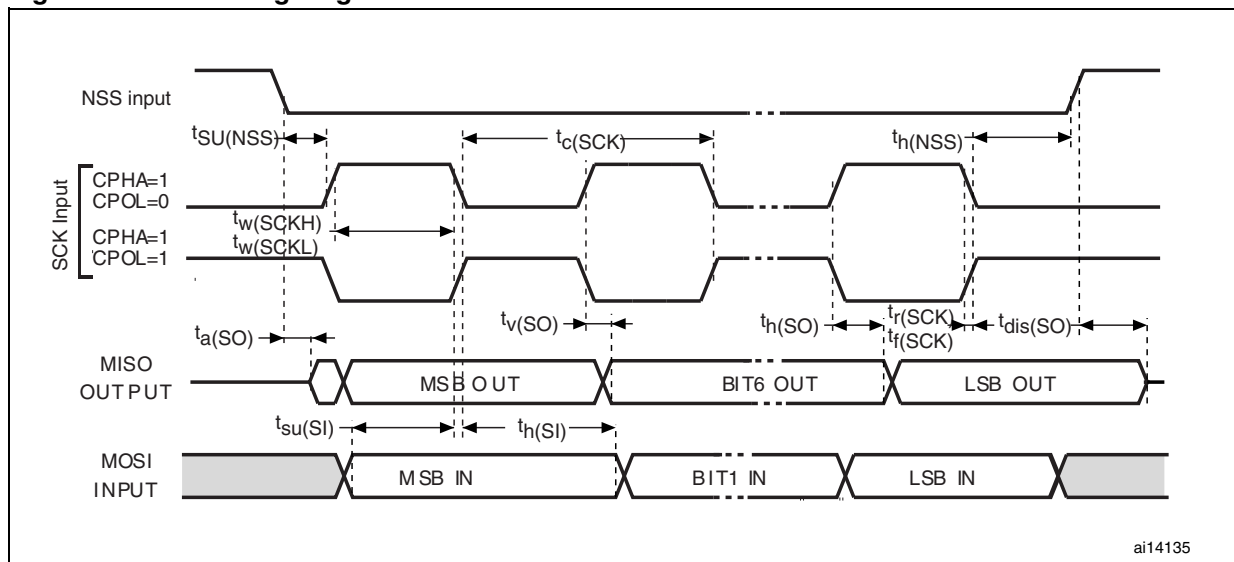 NSS input
tSU(NSS)
tc(SCK)
th(NSS)
SCK Input
CPHA=1
CPOL=0
tw(SCKH)
tw(SCKL)
CPHA=1
CPOL=1
ta(SO)
tv(SO)
th(SO)
tr(SCK)
tf(SCK)
tdis(SO)
MISO
OUTPUT
MSB OUT
BIT6 OUT
LSB OUT
tsu(SI)
th(SI)
MOSI
INPUT
MSB IN
BIT1 IN
LSB IN
ai14135